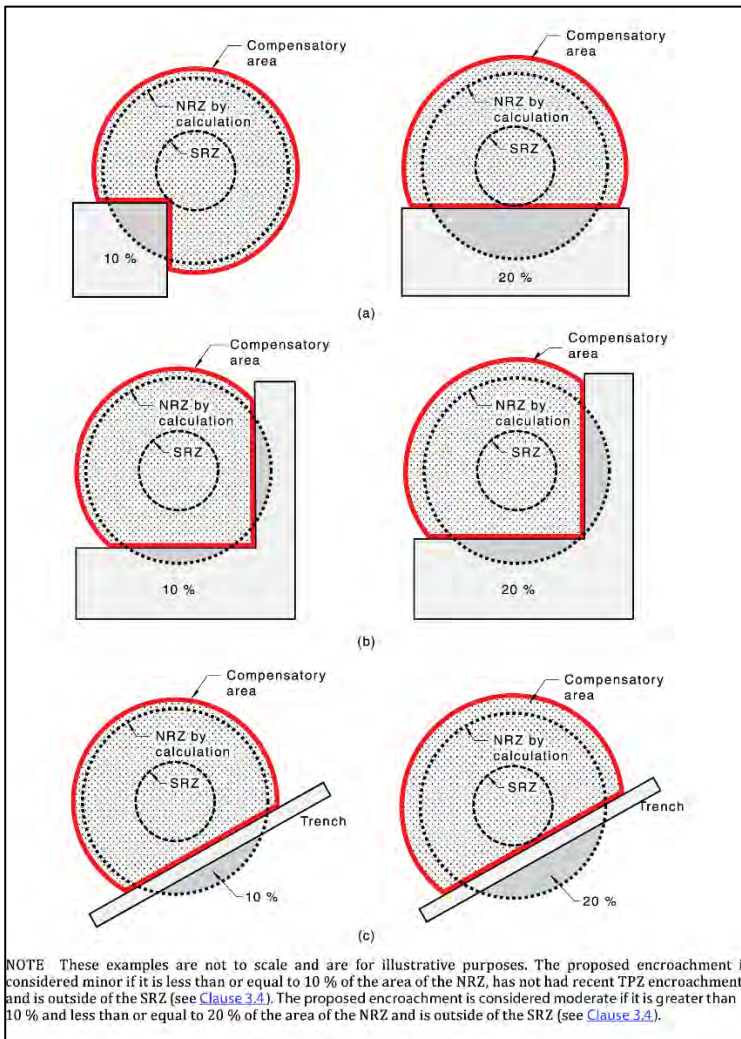 Compensatory
area
NRZ by
calculation
SRZ
10 %
Compensatory
area
NRZ by
calculation
SRZ
20 %
(a)
Compensatory
area
NRZ by
calculation
SRZ
10 %
Compensatory
area
NRZ by
calculation
SRZ
20 %
(b)
Compensatory
area
NRZ by
calculation
SRZ
Trench
10 %
Compensatory
area
NRZ by
calculation
SRZ
Trench
20 %
(c)
NOTE These examples are not to scale and are for illustrative purposes. The proposed encroachment i
considered minor if it is less than or equal to 10 % of the area of the NRZ, has not had recent TPZ encroachment
and is outside of the SRZ (see Clause 3.4). The proposed encroachment is considered moderate if it is greater than
10 % and less than or equal to 20 % of the area of the NRZ and is outside of the SRZ (see Clause 3.4).